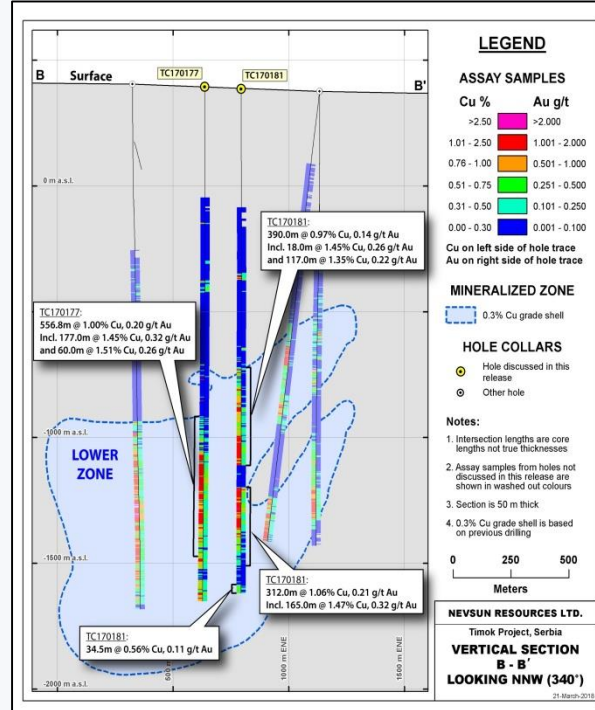 B
Surface
TC170177
TC170181
B'
0 m a.s.l.
TC170181:
390.0m @ 0.97% Cu, 0.14 g/t Au
Incl. 18.0m @ 1.45% Cu, 0.26 g/t Au
and 117.0m @ 1.35% Cu, 0.22 g/t Au
TC170177:
556.8m @ 1.00% Cu, 0.20 g/t Au
Incl. 177.0m @ 1.45% Cu, 0.32 g/t Au
and 60.0m @ 1.51% Cu, 0.26 g/t Au
-1000 m a.s.l.
LOWER
ZONE
-1500 m a.s.l.
TC170181:
312.0m @ 1.06% Cu, 0.21 g/t Au
Incl. 165.0m @ 1.47% Cu, 0.32 g/t Au
TC170181:
34.5m @ 0.56% Cu, 0.11 g/t Au
-2000 m a.s.l.
500 m ENE
1000 m ENE
1500 m ENE
LEGEND
ASSAY SAMPLES
Cu % Au g/t
>2.50 >2.000
1.01 - 2.50 1.001 - 2.000
0.76 - 1.00 0.501 - 1.000
0.51 - 0.75 0.251 - 0.500
0.31 - 0.50 0.101 - 0.250
0.00 - 0.30 0.001 - 0.100
Cu on left side of hole trace
Au on right side of hole trace
MINERALIZED ZONE
0.3% Cu grade shell
HOLE COLLARS
Hole discussed in this
release
Other hole
Notes:
1. Intersection lengths are core
lengths not true thicknesses
2. Assay samples from holes not
discussed in this release are
shown in washed out colours
3. Section is 50 m thick
4. 0.3% Cu grade shell is based
on previous drilling
0 250 500
Meters
NEVSUN RESOURCES LTD.
Timok Project, Serbia
VERTICAL SECTION
B - B'
LOOKING NNW (340°)
21-March-2018